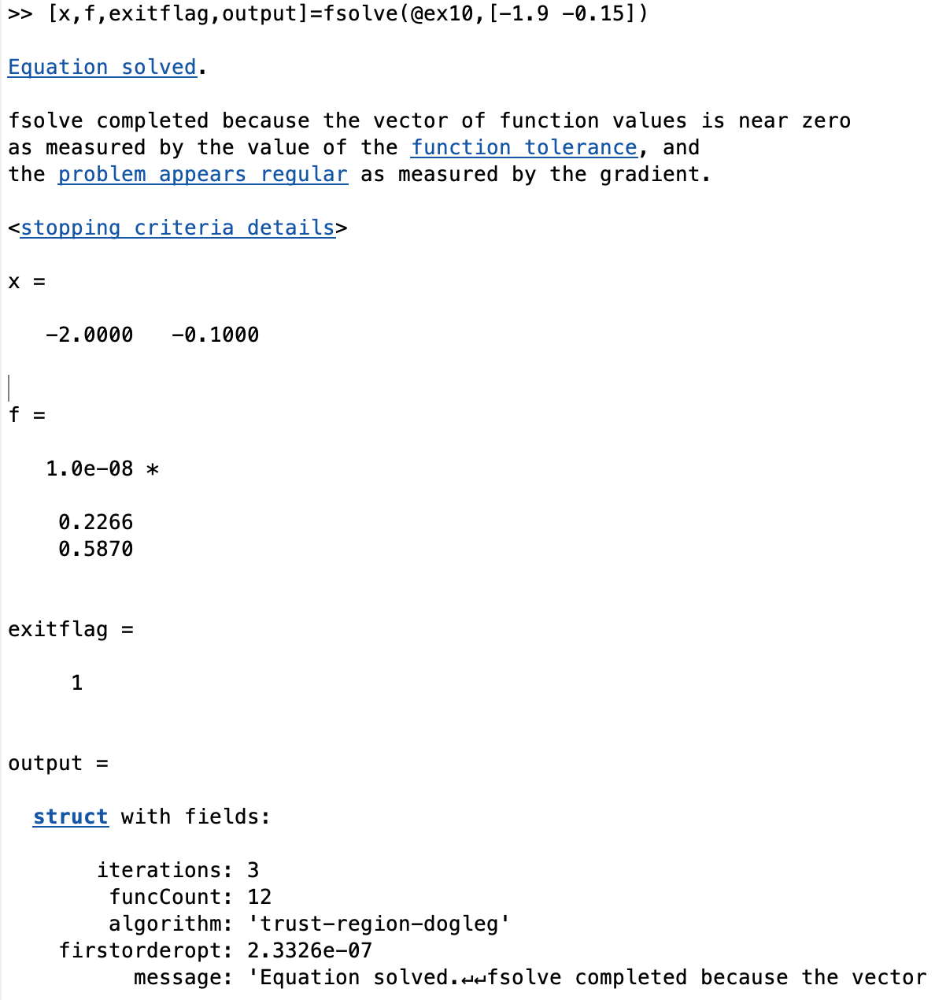 >> [x,f,exitflag,output]=fsolve(@ex10,[-1.9 -0.15])
Equation solved.
fsolve completed because the vector of function values is near zero
as measured by the value of the function tolerance, and
the problem appears regular as measured by the gradient.
<stopping criteria details>
x =
-2.0000   -0.1000
f =
1.0e-08 *
0.2266
0.5870
exitflag =
1
output =
struct with fields:
iterations: 3
funcCount: 12
algorithm: 'trust-region-dogleg'
firstorderopt: 2.3326e-07
message: 'Equation solved.↵↵fsolve completed because the vector